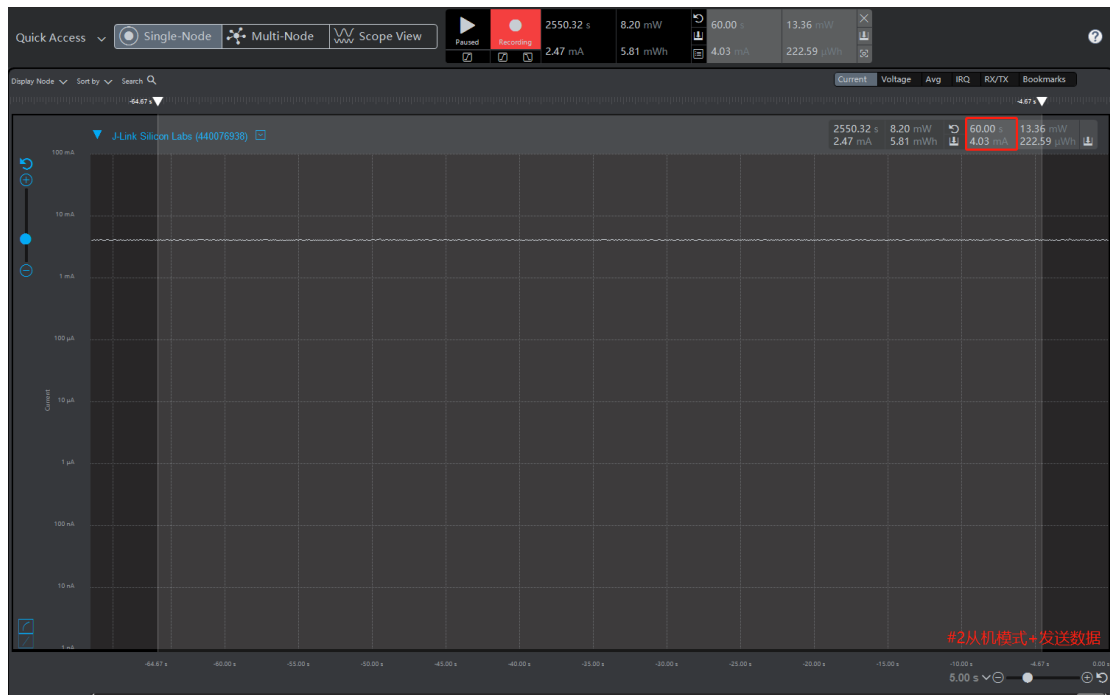 Quick Access
Single-Node
Multi-Node
Scope View
Paused
Recording
2550.32 s
8.20 mW
2.47 mA
5.81 mWh
60.00 s
13.36 mW
4.03 mA
222.59 µWh
Display Node
Sort by
Search
Current
Voltage
Avg
IRQ
RX/TX
Bookmarks
-64.67 s
-4.67 s
J-Link Silicon Labs (440076938)
2550.32 s 8.20 mW 60.00 s 13.36 mW
2.47 mA 5.81 mWh 4.03 mA 222.59 µWh
100 mA
10 mA
1 mA
100 µA
Current
10 µA
1 µA
100 nA
10 nA
1 nA
#2从机模式+发送数据
-64.67 s
-60.00 s
-55.00 s
-50.00 s
-45.00 s
-40.00 s
-35.00 s
-30.00 s
-25.00 s
-20.00 s
-15.00 s
-10.00 s
-4.67 s
0.00 s
5.00 s